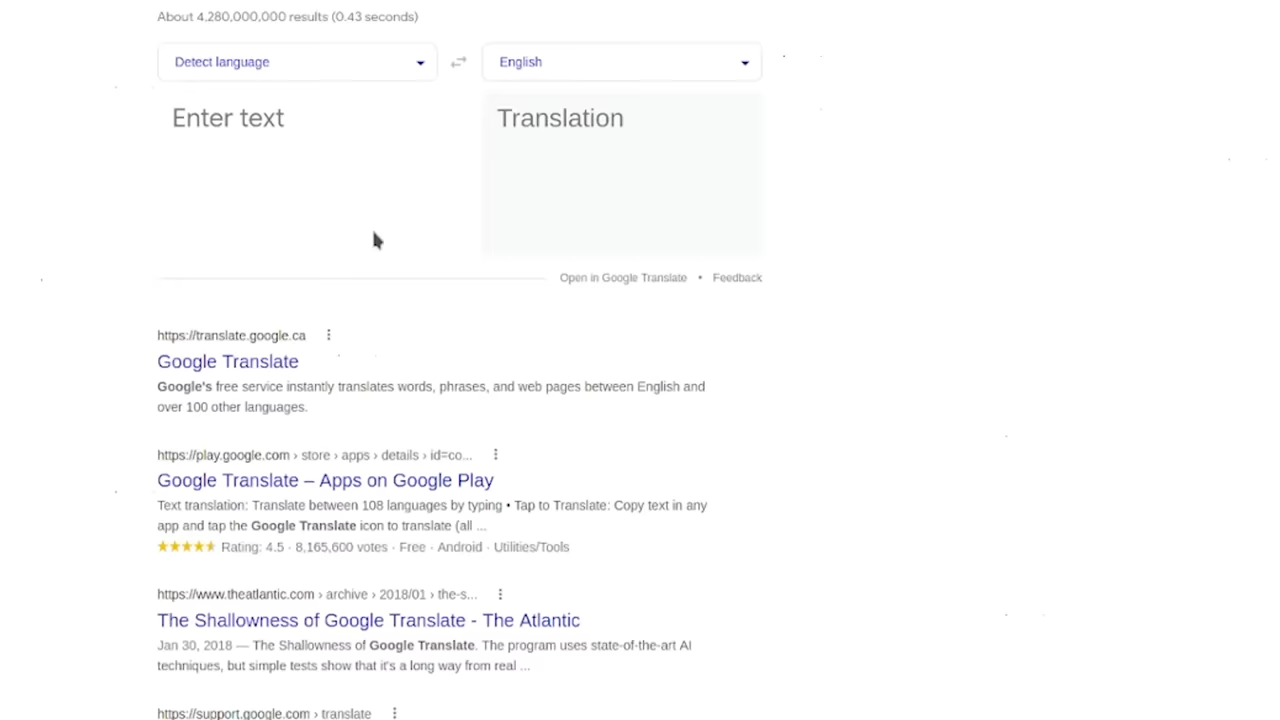 About 4,280,000,000 results (0.43 seconds)
Detect language
English
Enter text
Translation
Open in Google Translate • Feedback
https://translate.google.ca
Google Translate
Google's free service instantly translates words, phrases, and web pages between English and
over 100 other languages.
https://play.google.com › store › apps › details › id=co...
Google Translate – Apps on Google Play
Text translation: Translate between 108 languages by typing • Tap to Translate: Copy text in any
app and tap the Google Translate icon to translate (all ...
Rating: 4.5 · 8,165,600 votes · Free · Android · Utilities/Tools
https://www.theatlantic.com › archive › 2018/01 › the-s...
The Shallowness of Google Translate - The Atlantic
Jan 30, 2018 — The Shallowness of Google Translate. The program uses state-of-the-art AI
techniques, but simple tests show that it's a long way from real ...
https://support.google.com › translate